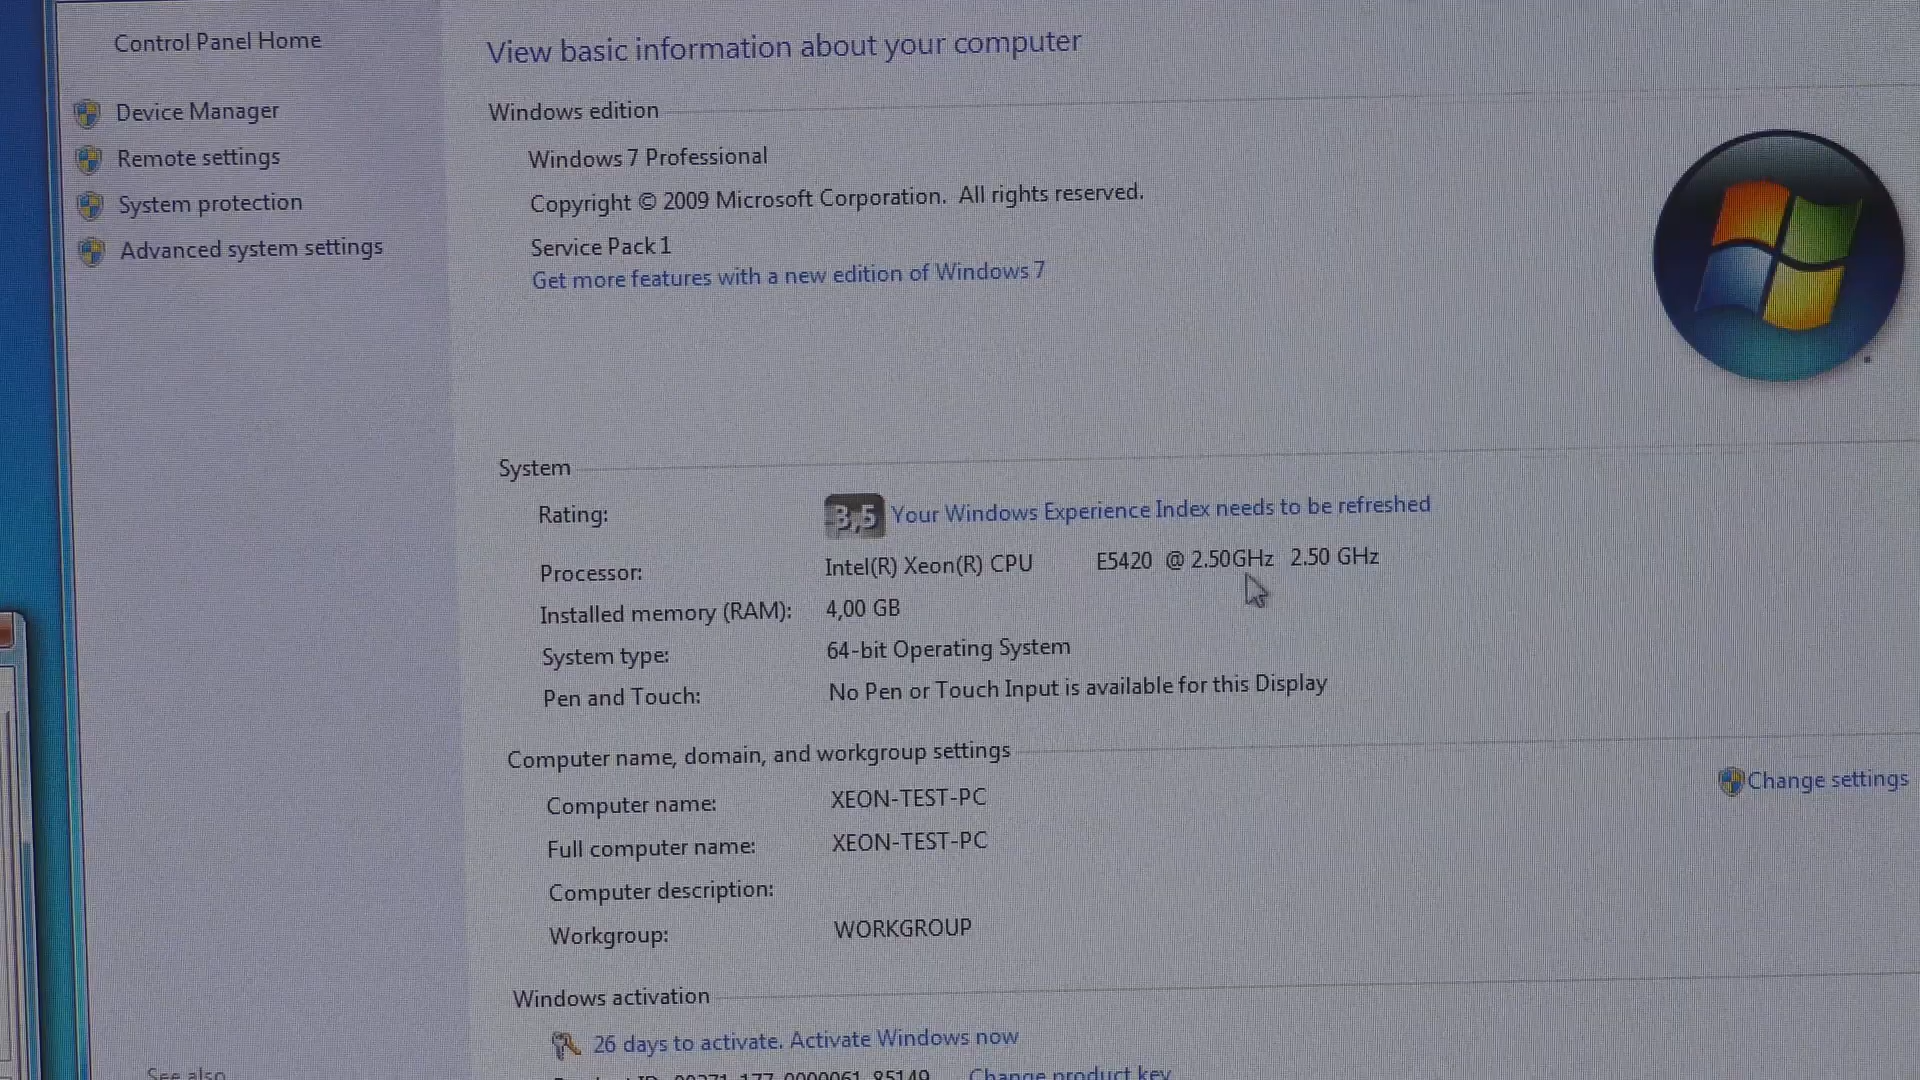 Control Panel Home
Device Manager
Remote settings
System protection
Advanced system settings
See also
View basic information about your computer
Windows edition
Windows 7 Professional
Copyright © 2009 Microsoft Corporation. All rights reserved.
Service Pack 1
Get more features with a new edition of Windows 7
System
Rating: 3,5 Your Windows Experience Index needs to be refreshed
Processor: Intel(R) Xeon(R) CPU E5420 @ 2.50GHz 2.50 GHz
Installed memory (RAM): 4,00 GB
System type: 64-bit Operating System
Pen and Touch: No Pen or Touch Input is available for this Display
Computer name, domain, and workgroup settings
Computer name: XEON-TEST-PC
Change settings
Full computer name: XEON-TEST-PC
Computer description:
Workgroup: WORKGROUP
Windows activation
26 days to activate. Activate Windows now
Change product key